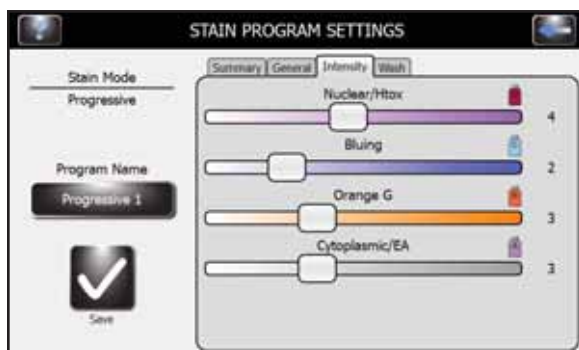 STAIN PROGRAM SETTINGS
Stain Mode
Progressive
Program Name
Progressive 1
Save
Summary General Intensity Wash
Nuclear/Htox
4
Bluing
2
Orange G
3
Cytoplasmic/EA
3